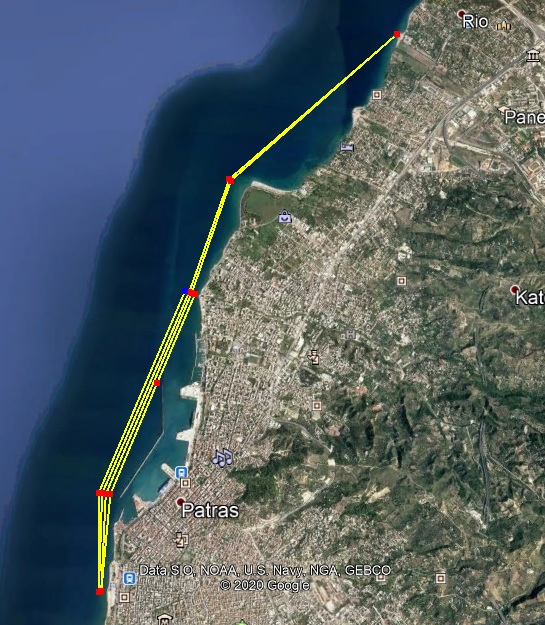 Rio
Pane
Kat
Patras
Data SIO, NOAA, U.S. Navy, NGA, GEBCO
© 2020 Google